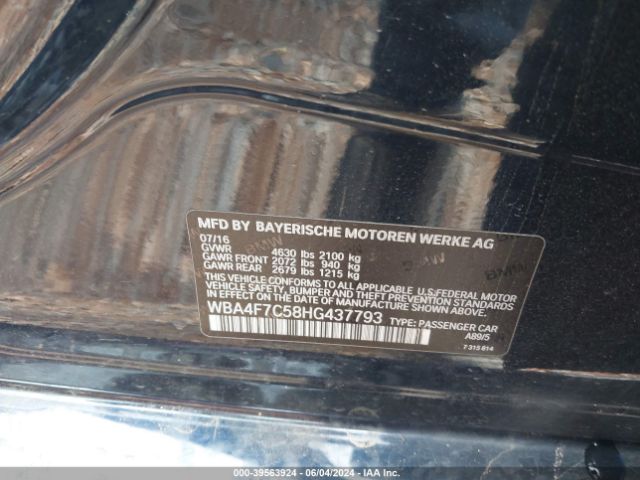 MFD BY BAYERISCHE MOTOREN WERKE AG
07/16
GVWR 4630 lbs 2100 kg
GAWR FRONT 2072 lbs 940 kg
GAWR REAR 2679 lbs 1215 kg
THIS VEHICLE CONFORMS TO ALL APPLICABLE U.S/FEDERAL MOTOR
VEHICLE SAFETY, BUMPER AND THEFT PREVENTION STANDARDS IN
EFFECT ON THE DATE OF MANUFACTURE SHOWN ABOVE.
WBA4F7C58HG437793 TYPE: PASSENGER CAR
A89/5
7 315 814
000-39563924 | 06/04/2024 | IAA Inc.